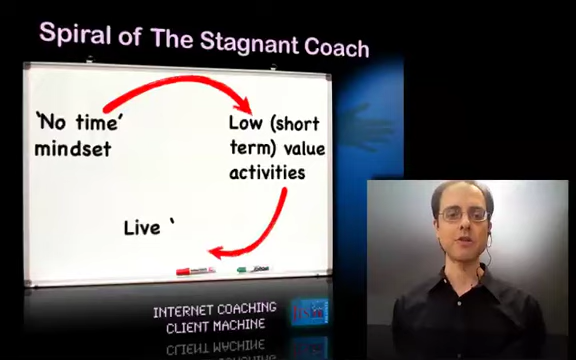 Spiral of The Stagnant Coach
'No time'
mindset
Low (short
term) value
activities
Live '
INTERNET COACHING
CLIENT MACHINE